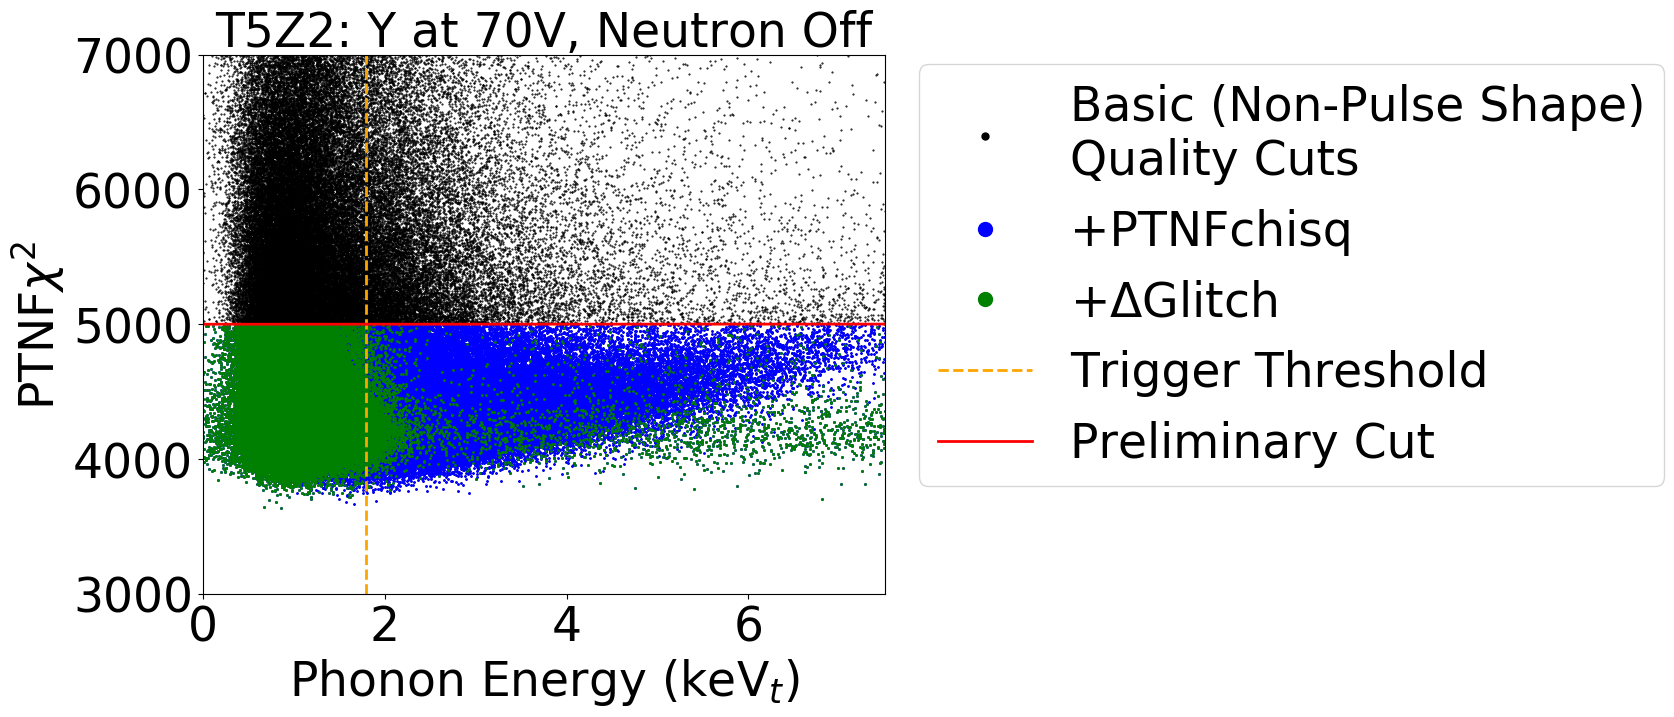 T5Z2: Y at 70V, Neutron Off
7000
6000
5000
4000
3000
PTNFχ²
0 2 4 6
Phonon Energy (keVₜ)
Basic (Non-Pulse Shape)
Quality Cuts
+PTNFchisq
+ΔGlitch
Trigger Threshold
Preliminary Cut